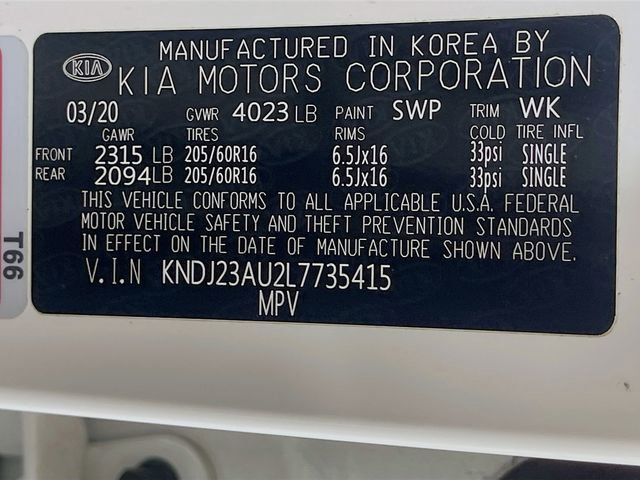 KIA
MANUFACTURED IN KOREA BY
KIA MOTORS CORPORATION
03/20 GVWR 4023 LB PAINT SWP TRIM WK
GAWR TIRES RIMS COLD TIRE INFL
FRONT 2315 LB 205/60R16 6.5Jx16 33psi SINGLE
REAR 2094LB 205/60R16 6.5Jx16 33psi SINGLE
THIS VEHICLE CONFORMS TO ALL APPLICABLE U.S.A. FEDERAL
MOTOR VEHICLE SAFETY AND THEFT PREVENTION STANDARDS
IN EFFECT ON THE DATE OF MANUFACTURE SHOWN ABOVE.
V.I.N KNDJ23AU2L7735415
MPV
T66